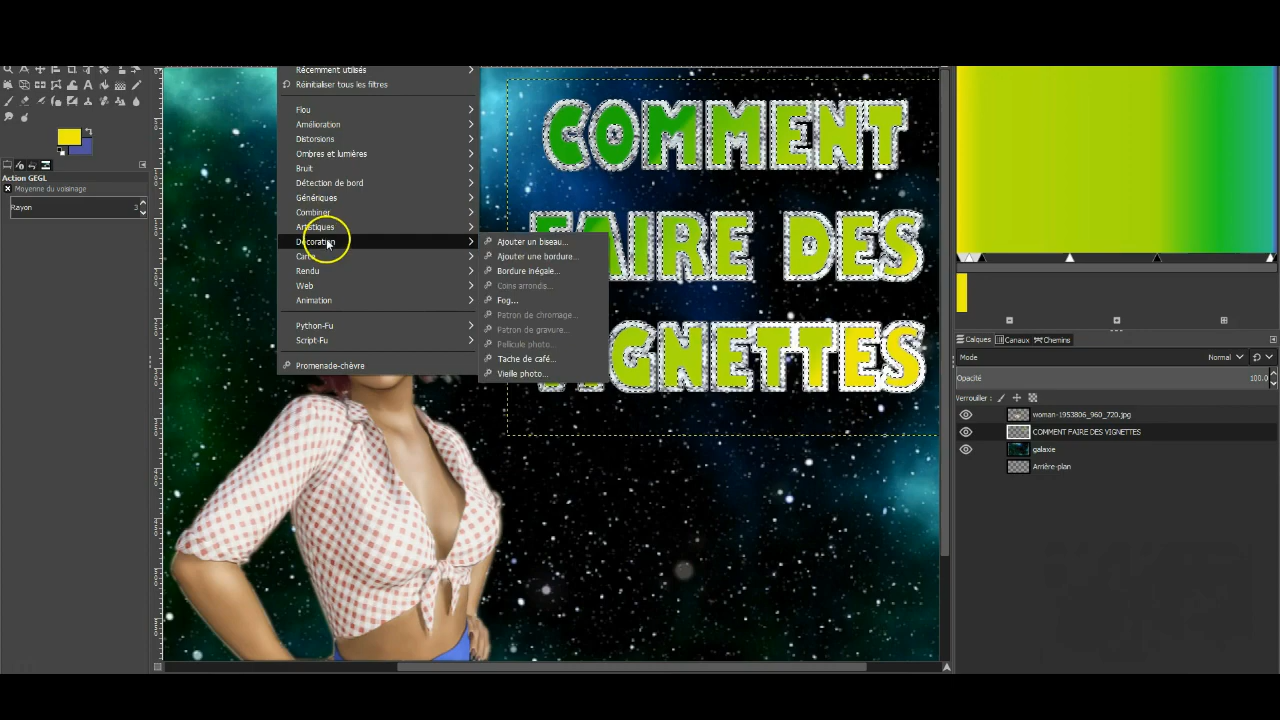 Récemment utilisés
Réinitialiser tous les filtres
Flou
Amélioration
Distorsions
Ombres et lumières
Bruit
Détection de bord
Génériques
Combiner
Artistiques
Décoration
Carte
Rendu
Web
Animation
Python-Fu
Script-Fu
Promenade-chèvre
Ajouter un biseau...
Ajouter une bordure...
Bordure inégale...
Coins arrondis...
Fog...
Patron de chromage...
Patron de gravure...
Pellicule photo...
Tache de café...
Vieille photo...
Action GEGL
Moyenne du voisinage
Rayon 3
COMMENT
FAIRE DES
VIGNETTES
Calques Canaux Chemins
Mode Normal
Opacité 100.0
Verrouiller :
woman-1953806_960_720.jpg
COMMENT FAIRE DES VIGNETTES
galaxie
Arrière-plan